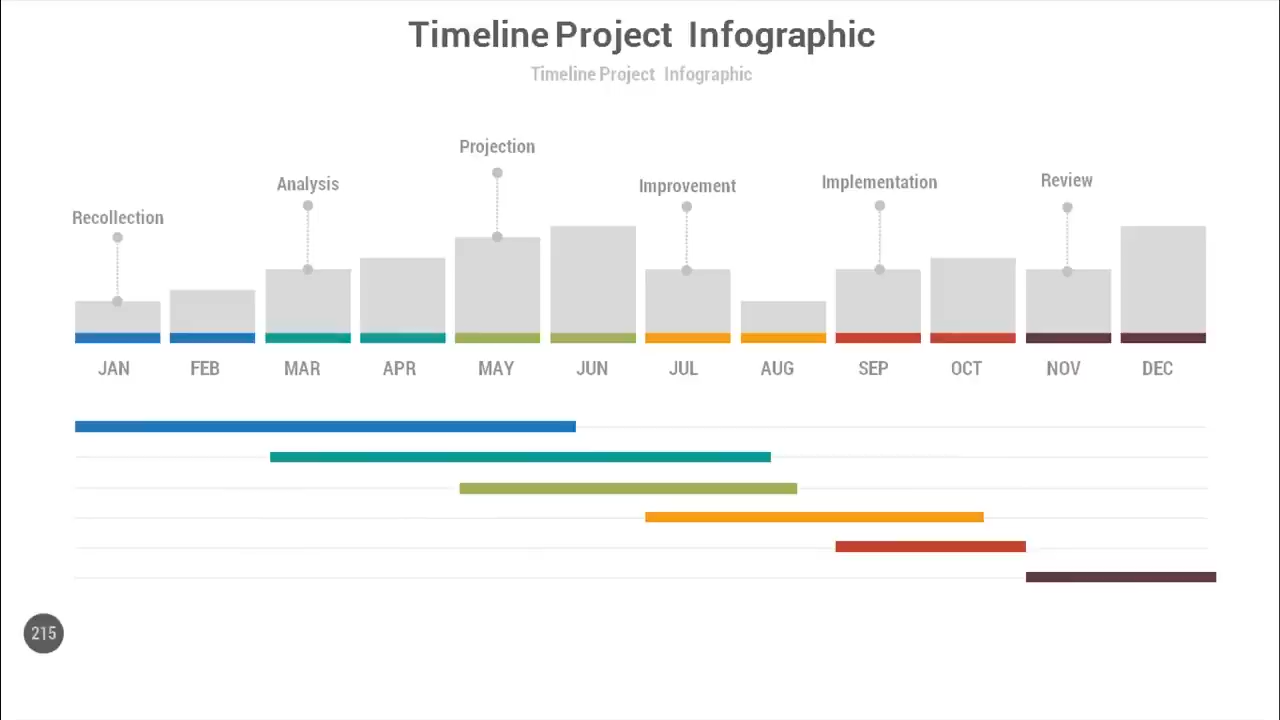 Timeline Project Infographic
Timeline Project Infographic
Projection
Analysis
Improvement
Implementation
Review
Recollection
JAN FEB MAR APR MAY JUN JUL AUG SEP OCT NOV DEC
215